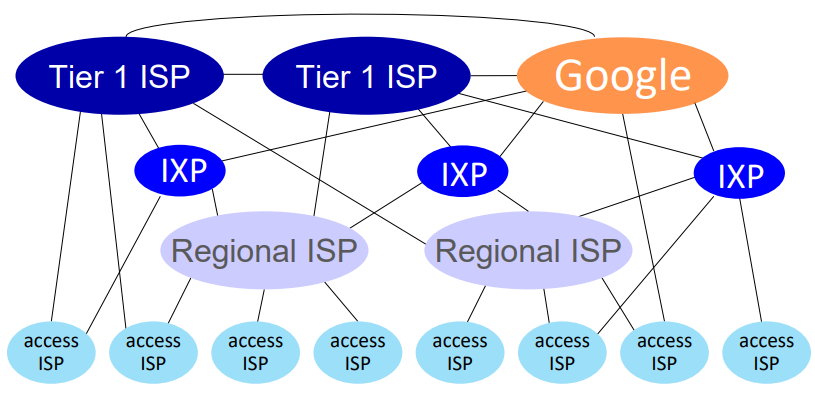 Tier 1 ISP
Tier 1 ISP
Google
IXP
IXP
IXP
Regional ISP
Regional ISP
access
ISP
access
ISP
access
ISP
access
ISP
access
ISP
access
ISP
access
ISP
access
ISP